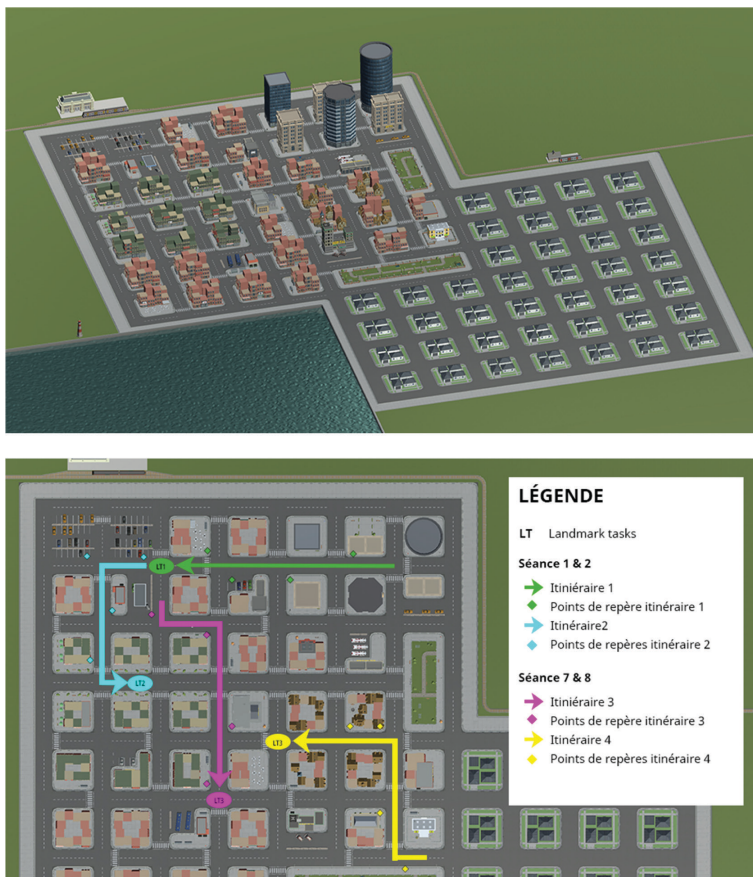 LÉGENDE
LT Landmark tasks
Séance 1 & 2
Itiniéraire 1
Points de repère itinéraire 1
Itinéraire2
Points de repères itinéraire 2
Séance 7 & 8
Itiniéraire 3
Points de repère itinéraire 3
Itinéraire 4
Points de repères itinéraire 4
LT1
LT2
LT3
LT3